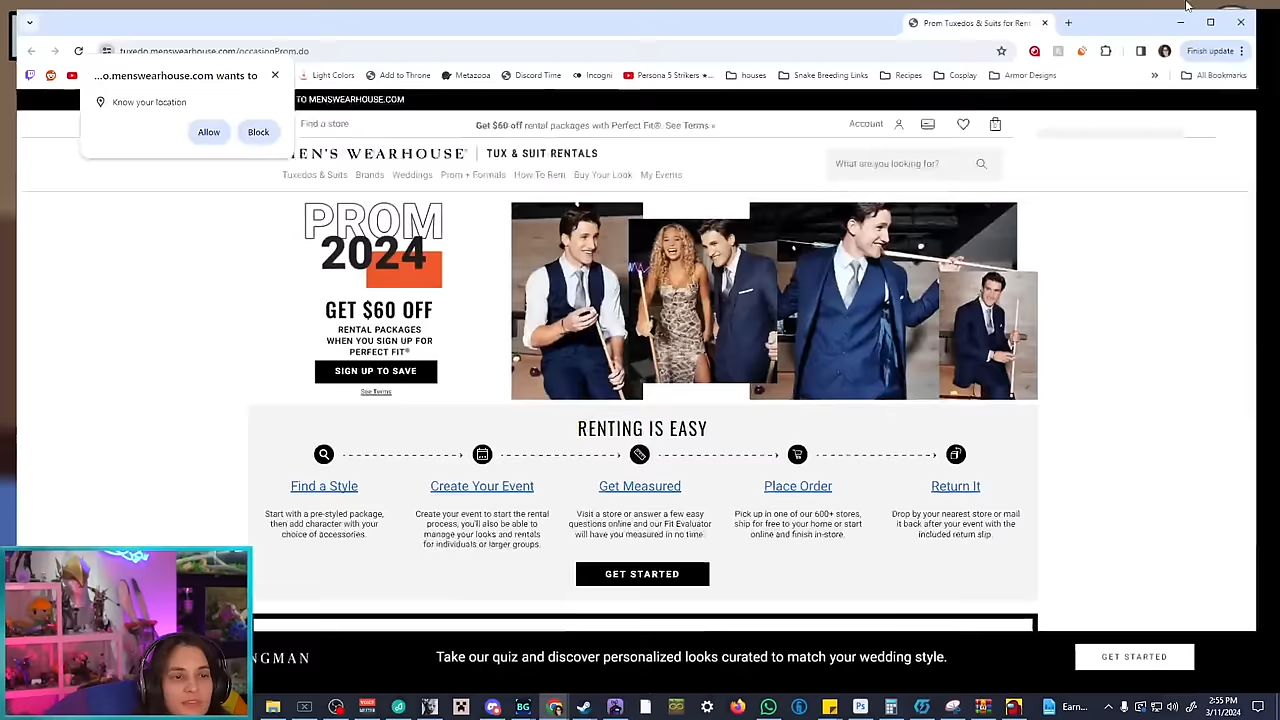 Prom Tuxedos & Suits for Ren
tuxedo.menswearhouse.com/occasionProm.do
Finish update
Light Colors
Add to Throne
Metazooa
Discord Time
Incogni
Persona 5 Strikers ★...
houses
Snake Breeding Links
Recipes
Cosplay
Armor Designs
»
All Bookmarks
...o.menswearhouse.com wants to
Know your location
Allow
Block
TO MENSWEARHOUSE.COM
Find a store
Get $60 off rental packages with Perfect Fit®. See Terms »
Account
EN'S WEARHOUSE® | TUX & SUIT RENTALS
What are you looking for?
Tuxedos & Suits
Brands
Weddings
Prom + Formals
How To Rent
Buy Your Look
My Events
PROM
2024
GET $60 OFF
RENTAL PACKAGES
WHEN YOU SIGN UP FOR
PERFECT FIT®
SIGN UP TO SAVE
See Terms
RENTING IS EASY
Find a Style
Start with a pre-styled package,
then add character with your
choice of accessories.
Create Your Event
Create your event to start the rental
process, you'll also be able to
manage your looks and rentals
for individuals or larger groups.
Get Measured
Visit a store or answer a few easy
questions online and our Fit Evaluator
will have you measured in no time.
Place Order
Pick up in one of our 600+ stores,
ship for free to your home or start
online and finish in-store.
Return It
Drop by your nearest store or mail
it back after your event with the
included return slip.
GET STARTED
NGMAN
Take our quiz and discover personalized looks curated to match your wedding style.
GET STARTED
BG
Ps
Earn...
2:55 PM
3/11/2024